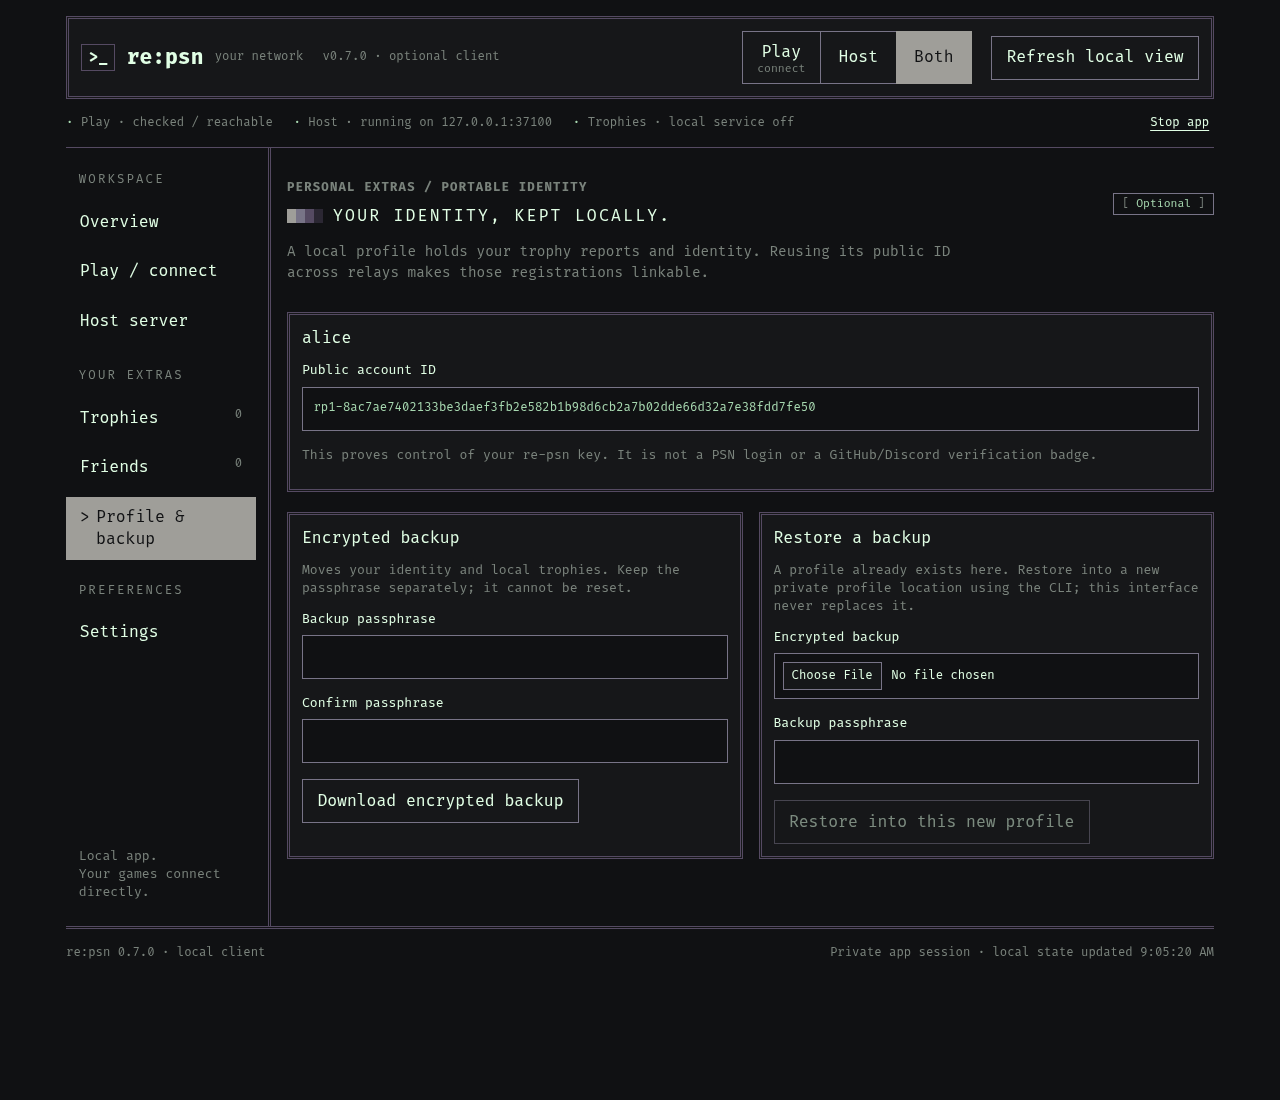 >_ re:psn your network v0.7.0 · optional client
Play
connect
Host
Both
Refresh local view
· Play · checked / reachable · Host · running on 127.0.0.1:37100 · Trophies · local service off
Stop app
WORKSPACE
Overview
Play / connect
Host server
YOUR EXTRAS
Trophies 0
Friends 0
> Profile &
backup
PREFERENCES
Settings
Local app.
Your games connect
directly.
PERSONAL EXTRAS / PORTABLE IDENTITY
YOUR IDENTITY, KEPT LOCALLY.
[ Optional ]
A local profile holds your trophy reports and identity. Reusing its public ID
across relays makes those registrations linkable.
alice
Public account ID
rp1-8ac7ae7402133be3daef3fb2e582b1b98d6cb2a7b02dde66d32a7e38fdd7fe50
This proves control of your re-psn key. It is not a PSN login or a GitHub/Discord verification badge.
Encrypted backup
Moves your identity and local trophies. Keep the
passphrase separately; it cannot be reset.
Backup passphrase
Confirm passphrase
Download encrypted backup
Restore a backup
A profile already exists here. Restore into a new
private profile location using the CLI; this interface
never replaces it.
Encrypted backup
Choose File No file chosen
Backup passphrase
Restore into this new profile
re:psn 0.7.0 · local client
Private app session · local state updated 9:05:20 AM